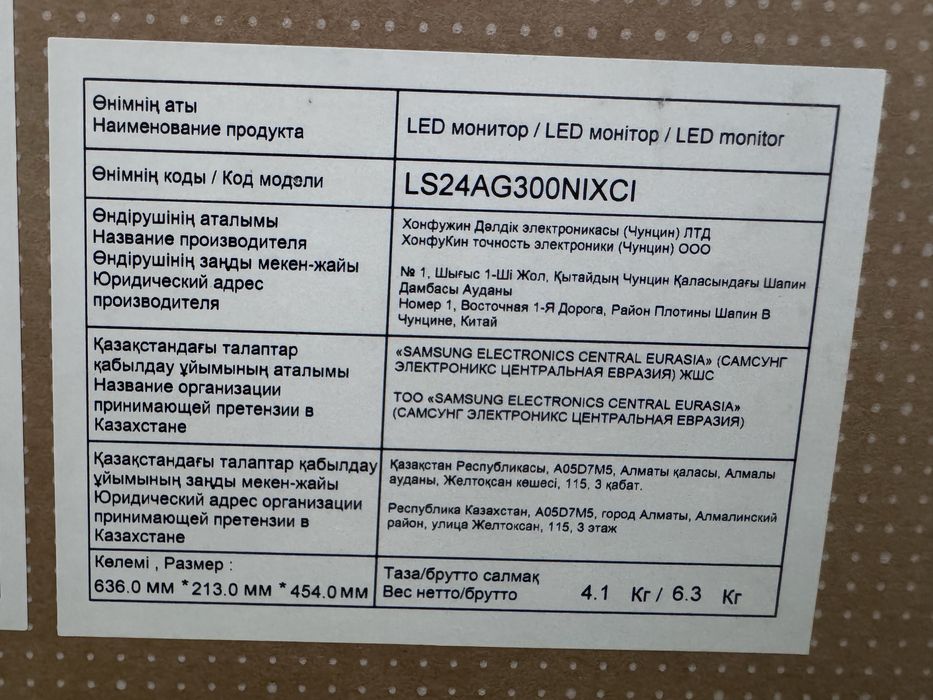 Өнімнің аты
Наименование продукта
LED монитор / LED монітор / LED monitor
Өнімнің коды / Код модэли
LS24AG300NIXCI
Өндірушінің аталымы
Название производителя
Өндірушінің заңды мекен-жайы
Юридический адрес
производителя
Хонфужин Дәлдік электроникасы (Чунцин) ЛТД
ХонфуКин точность электроники (Чунцин) ООО
№ 1, Шығыс 1-Ші Жол, Қытайдың Чунцин Қаласындағы Шапин
Дамбасы Ауданы
Номер 1, Восточная 1-Я Дорога, Район Плотины Шапин В
Чунцине, Китай
Қазақстандағы талаптар
қабылдау ұйымының аталымы
Название организации
принимающей претензии в
Казахстане
«SAMSUNG ELECTRONICS CENTRAL EURASIA» (САМСУНГ
ЭЛЕКТРОНИКС ЦЕНТРАЛЬНАЯ ЕВРАЗИЯ) ЖШС
ТОО «SAMSUNG ELECTRONICS CENTRAL EURASIA»
(САМСУНГ ЭЛЕКТРОНИКС ЦЕНТРАЛЬНАЯ ЕВРАЗИЯ)
Қазақстандағы талаптар қабылдау
ұйымының заңды мекен-жайы
Юридический адрес организации
принимающей претензии в
Казахстане
Қазақстан Республикасы, A05D7M5, Алматы қаласы, Алмалы
ауданы, Желтоқсан көшесі, 115, 3 қабат.
Республика Казахстан, A05D7M5, город Алматы, Алмалинский
район, улица Желтоксан, 115, 3 этаж
Көлемі , Размер :
636.0 мм *213.0 мм *454.0 мм
Таза/брутто салмақ
Вес нетто/брутто
4.1 Кг / 6.3 Кг